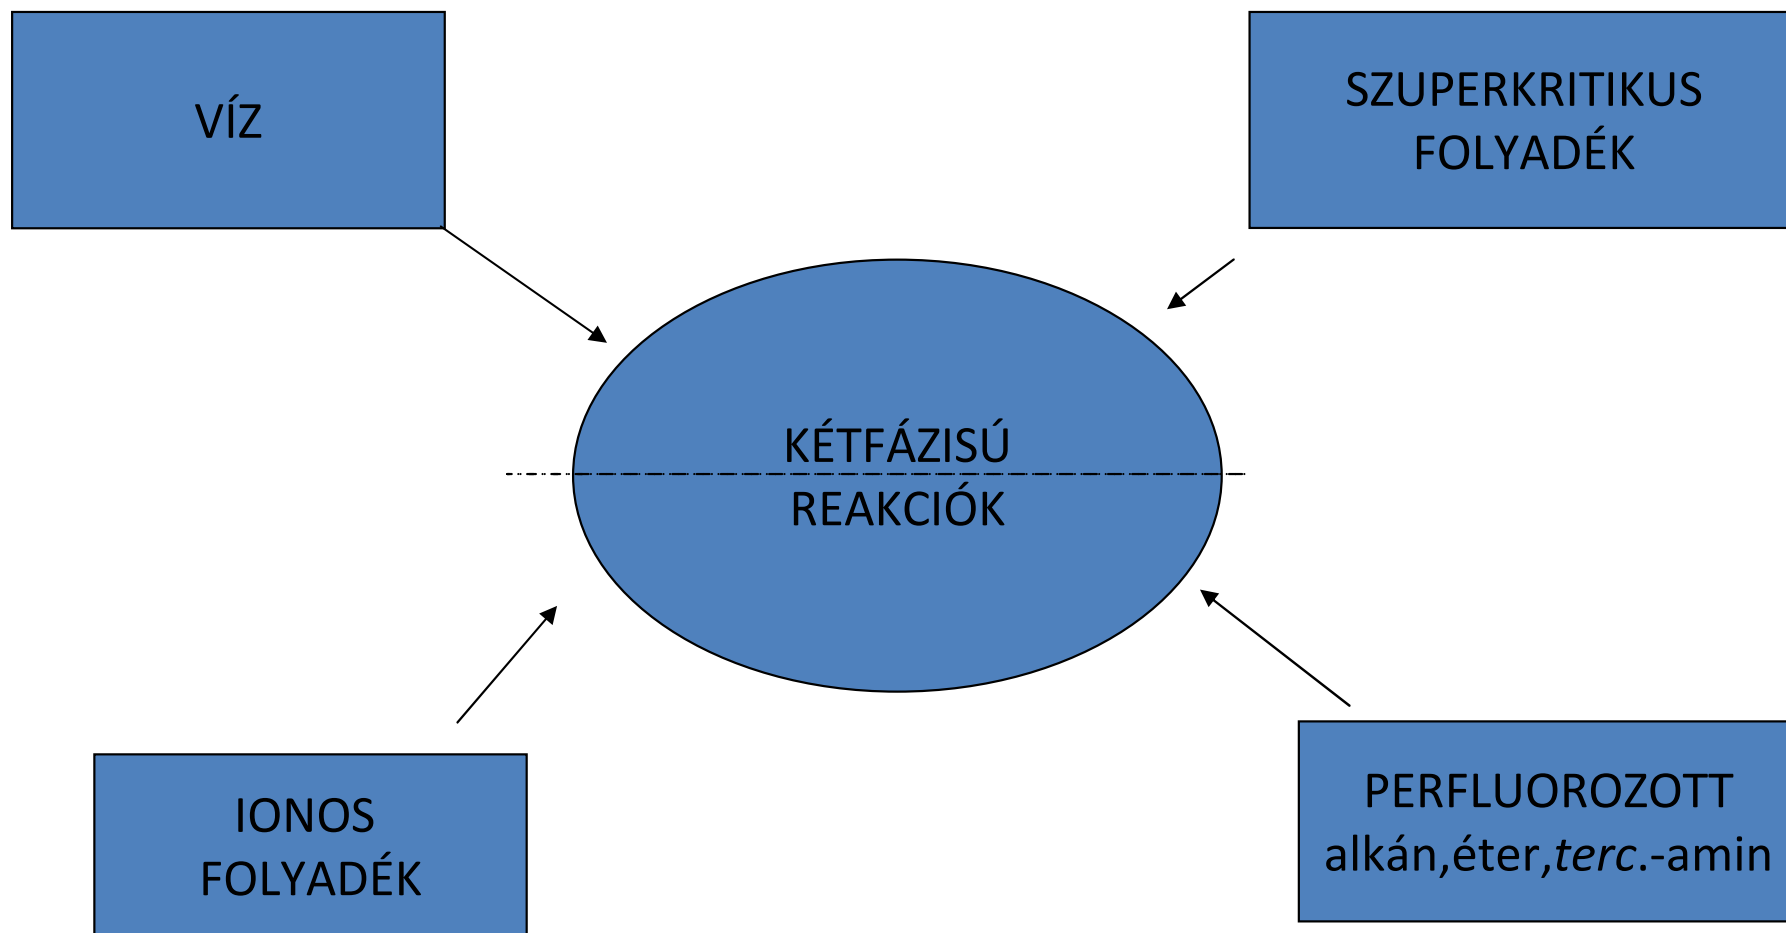 VÍZ
SZUPERKRITIKUS
FOLYADÉK
KÉTFÁZISÚ
REAKCIÓK
IONOS
FOLYADÉK
PERFLUOROZOTT
alkán,éter,terc.-amin